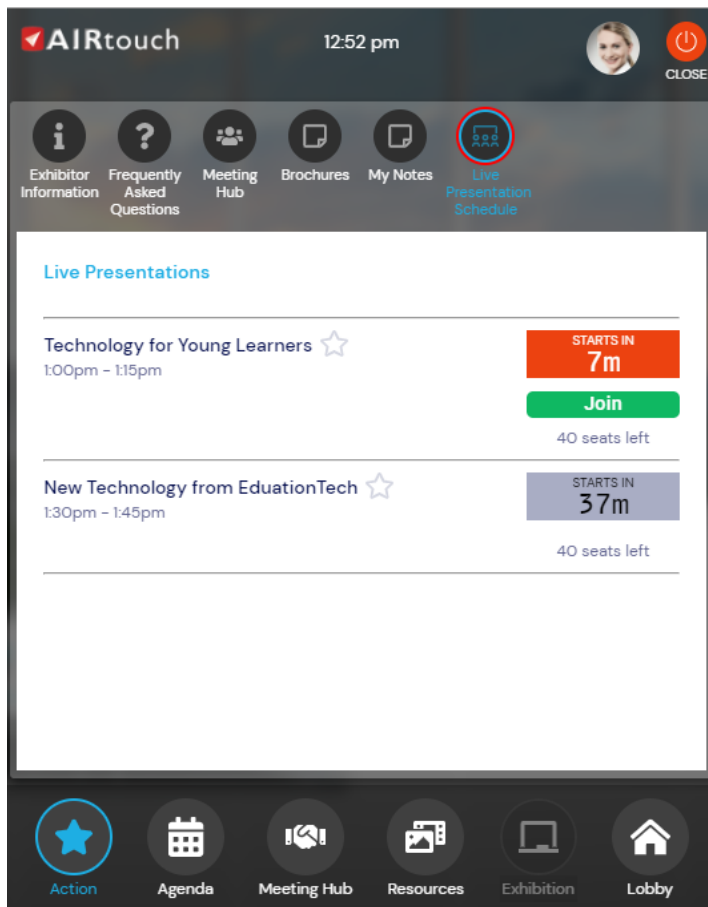 AIRtouch
12:52 pm
CLOSE
Exhibitor
Information
Frequently
Asked
Questions
Meeting
Hub
Brochures
My Notes
Live
Presentation
Schedule
Live Presentations
Technology for Young Learners
1:00pm - 1:15pm
STARTS IN
7m
Join
40 seats left
New Technology from EduationTech
1:30pm - 1:45pm
STARTS IN
37m
40 seats left
Action
Agenda
Meeting Hub
Resources
Exhibition
Lobby